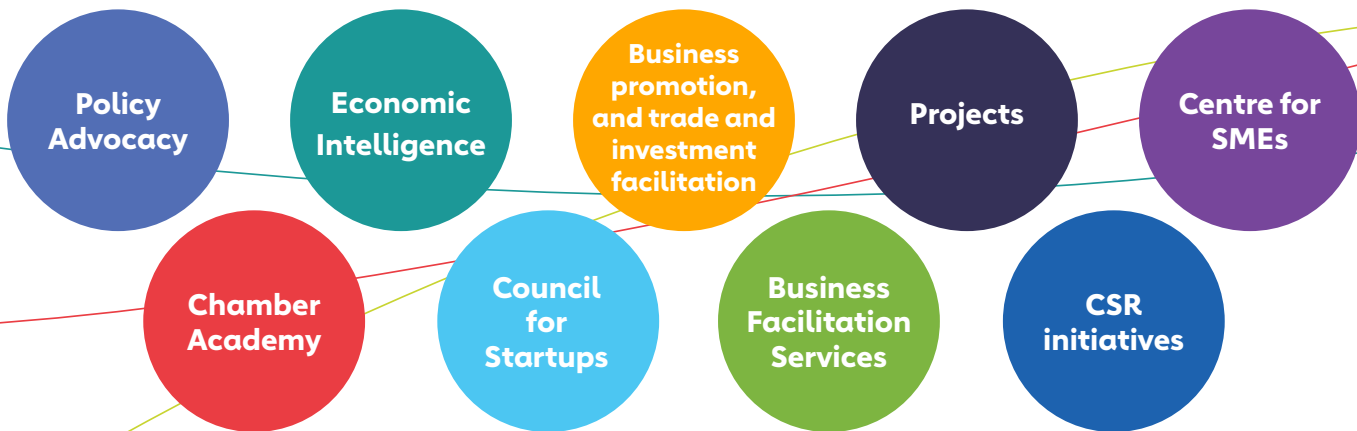 Policy
Advocacy
Economic
Intelligence
Business
promotion,
and trade and
investment
facilitation
Projects
Centre for
SMEs
Chamber
Academy
Council
for
Startups
Business
Facilitation
Services
CSR
initiatives